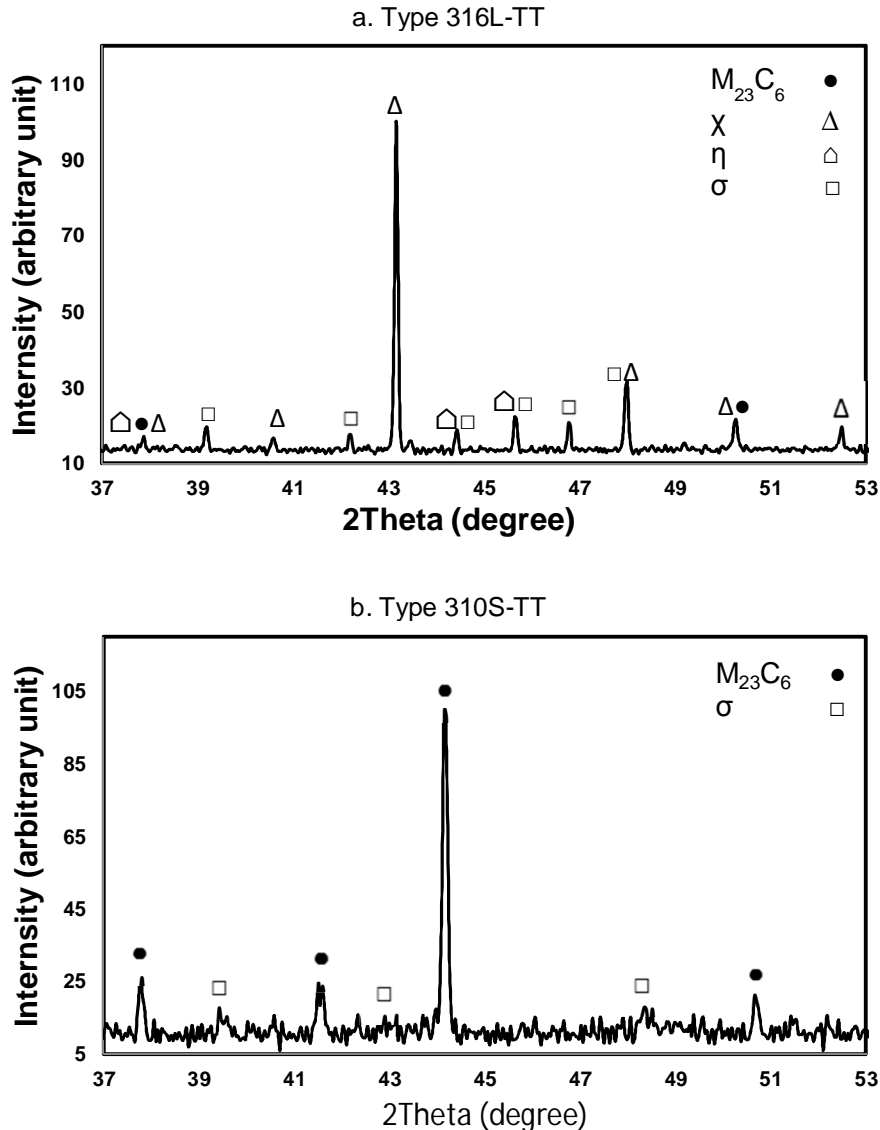 a. Type 316L-TT
Internsity (arbitrary unit)
110
90
70
50
30
10
M23C6 ●
χ Δ
η ⌂
σ □
37 39 41 43 45 47 49 51 53
2Theta (degree)
b. Type 310S-TT
Internsity (arbitrary unit)
105
85
65
45
25
5
M23C6 ●
σ □
37 39 41 43 45 47 49 51 53
2Theta (degree)